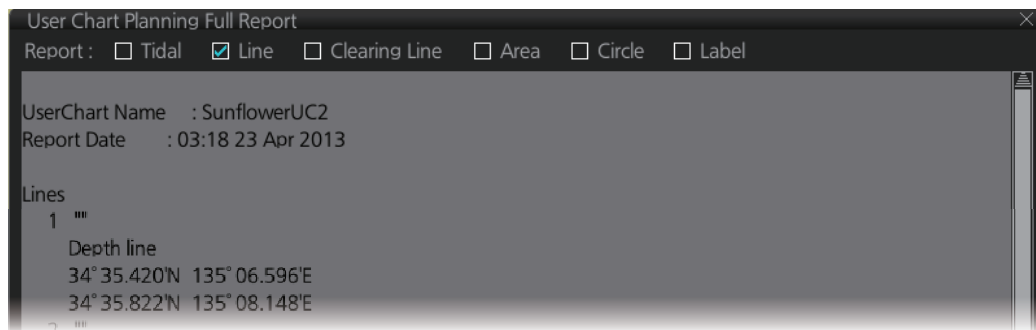 User Chart Planning Full Report
Report : Tidal Line Clearing Line Area Circle Label
UserChart Name : SunflowerUC2
Report Date : 03:18 23 Apr 2013
Lines
1 ""
Depth line
34°35.420'N 135°06.596'E
34°35.822'N 135°08.148'E
2 ""